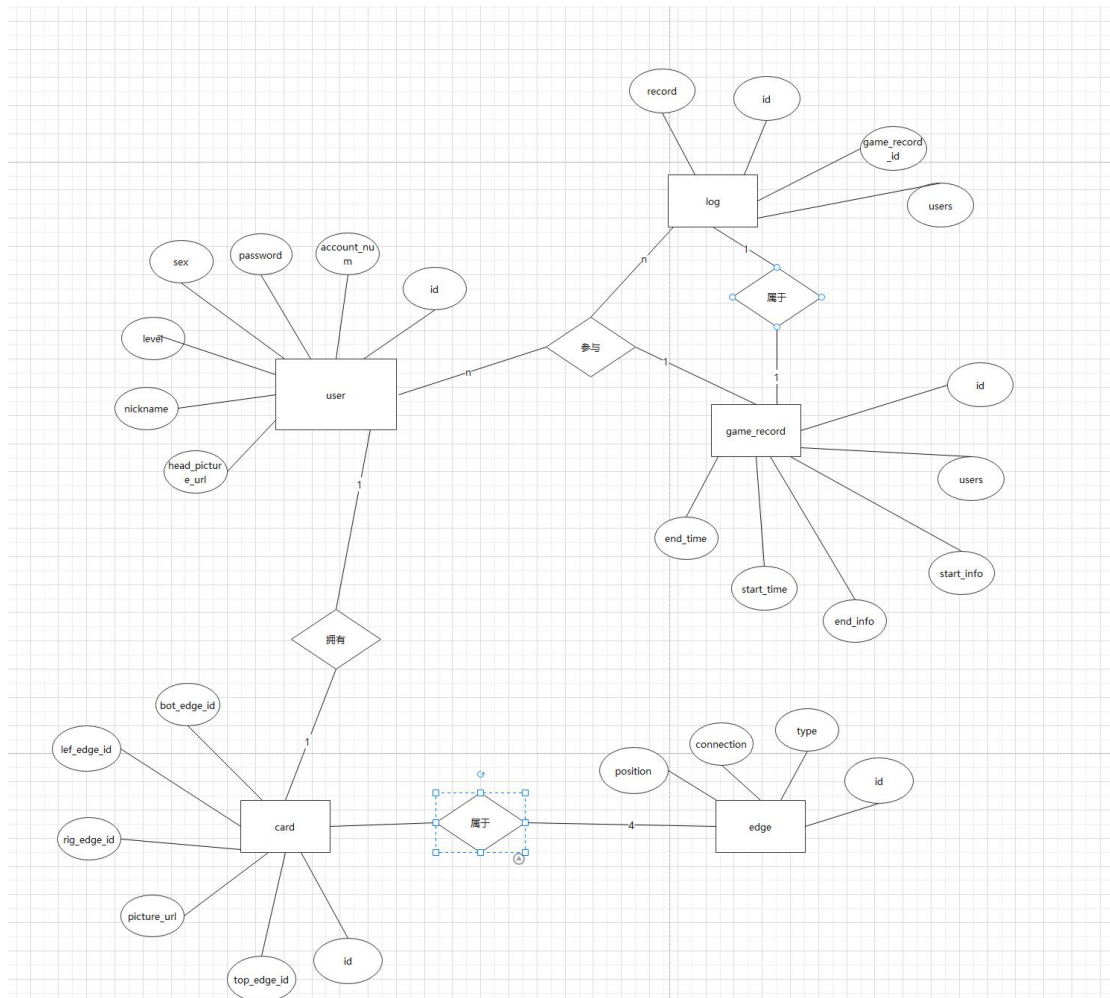 record
id
game_record
_id
users
log
1
属于
n
account_nu
m
password
sex
id
level
参与
1
n
1
id
user
nickname
game_record
head_pictur
e_url
users
1
end_time
start_info
start_time
end_info
拥有
bot_edge_id
type
connection
lef_edge_id
1
position
id
card
属于
4
edge
rig_edge_id
picture_url
id
top_edge_id